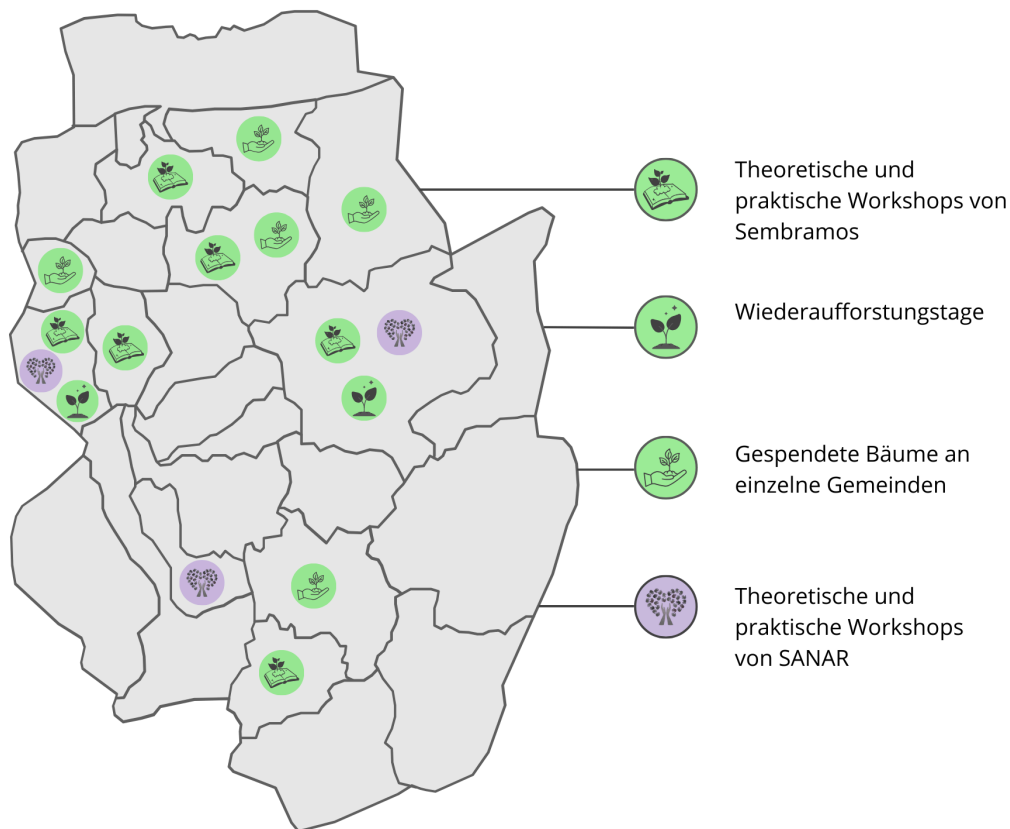 Theoretische und
praktische Workshops von
Sembramos
Wiederaufforstungstage
Gespendete Bäume an
einzelne Gemeinden
Theoretische und
praktische Workshops
von SANAR